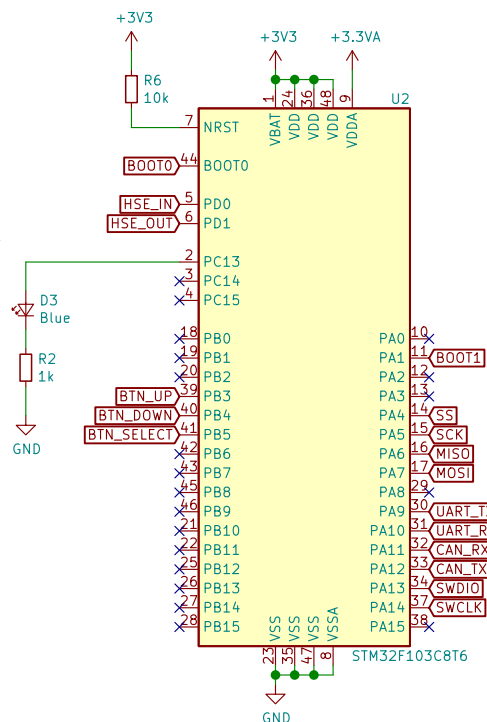 +3V3
+3V3
+3.3VA
R6
10k
U2
1
24
36
48
9
VBAT
VDD
VDD
VDD
VDDA
7 NRST
BOOT0 44 BOOT0
HSE_IN 5 PD0
HSE_OUT 6 PD1
2 PC13
3 PC14
4 PC15
D3
Blue
R2
1k
GND
18 PB0
19 PB1
20 PB2
BTN_UP 39 PB3
BTN_DOWN 40 PB4
BTN_SELECT 41 PB5
42 PB6
43 PB7
45 PB8
46 PB9
21 PB10
22 PB11
25 PB12
26 PB13
27 PB14
28 PB15
PA0 10
PA1 11 BOOT1
PA2 12
PA3 13
PA4 14 SS
PA5 15 SCK
PA6 16 MISO
PA7 17 MOSI
PA8 29
PA9 30 UART_T
PA10 31 UART_R
PA11 32 CAN_RX
PA12 33 CAN_TX
PA13 34 SWDIO
PA14 37 SWCLK
PA15 38
VSS
VSS
VSS
VSSA
23
35
47
8
STM32F103C8T6
GND